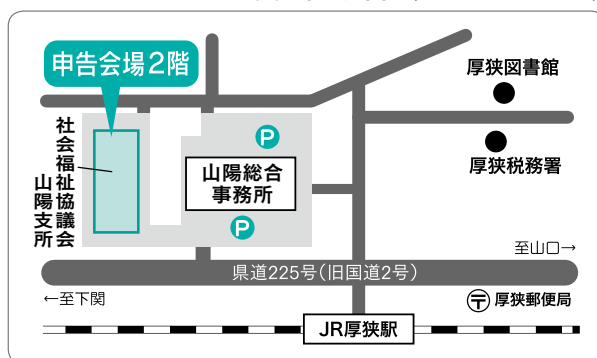 申告会場2階
厚狭図書館
社会福祉協議会
山陽支所
P
山陽総合
事務所
厚狭税務署
P
至山口→
県道225号(旧国道2号)
←至下関
〒厚狭郵便局
JR厚狭駅